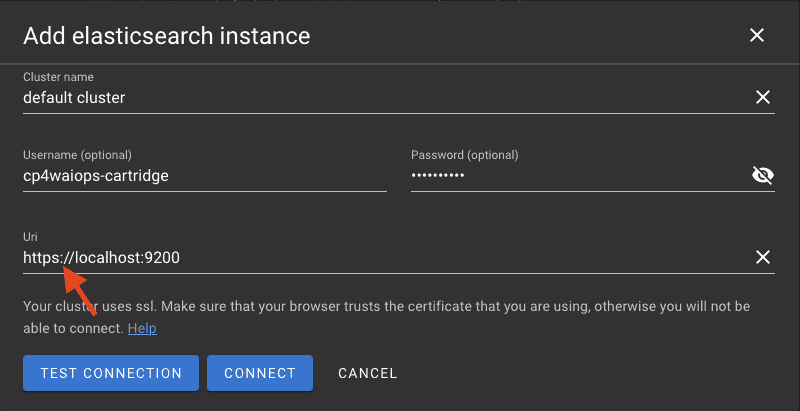 Add elasticsearch instance
Cluster name
default cluster
Username (optional)
Password (optional)
cp4waiops-cartridge
••••••••••
Uri
https://localhost:9200
Your cluster uses ssl. Make sure that your browser trusts the certificate that you are using, otherwise you will not be
able to connect. Help
TEST CONNECTION
CONNECT
CANCEL